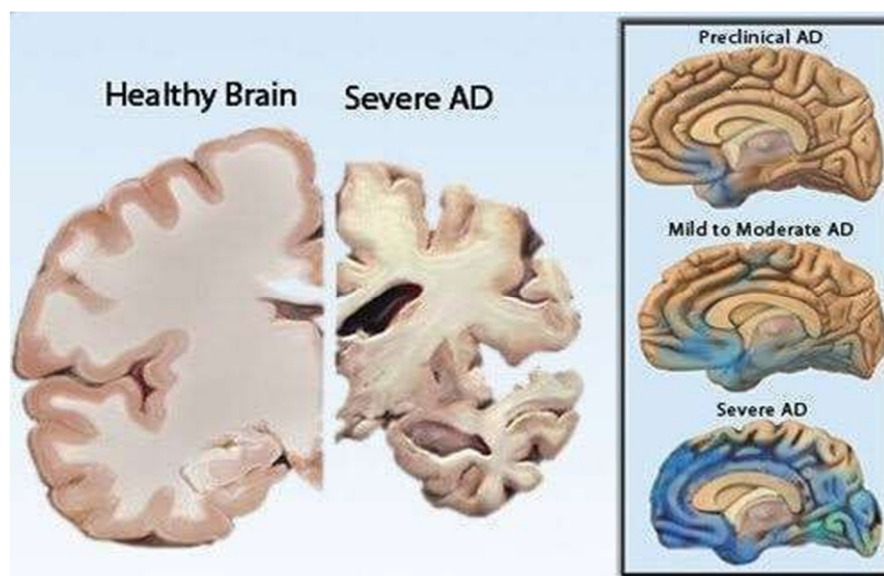 Healthy Brain
Severe AD
Preclinical AD
Mild to Moderate AD
Severe AD